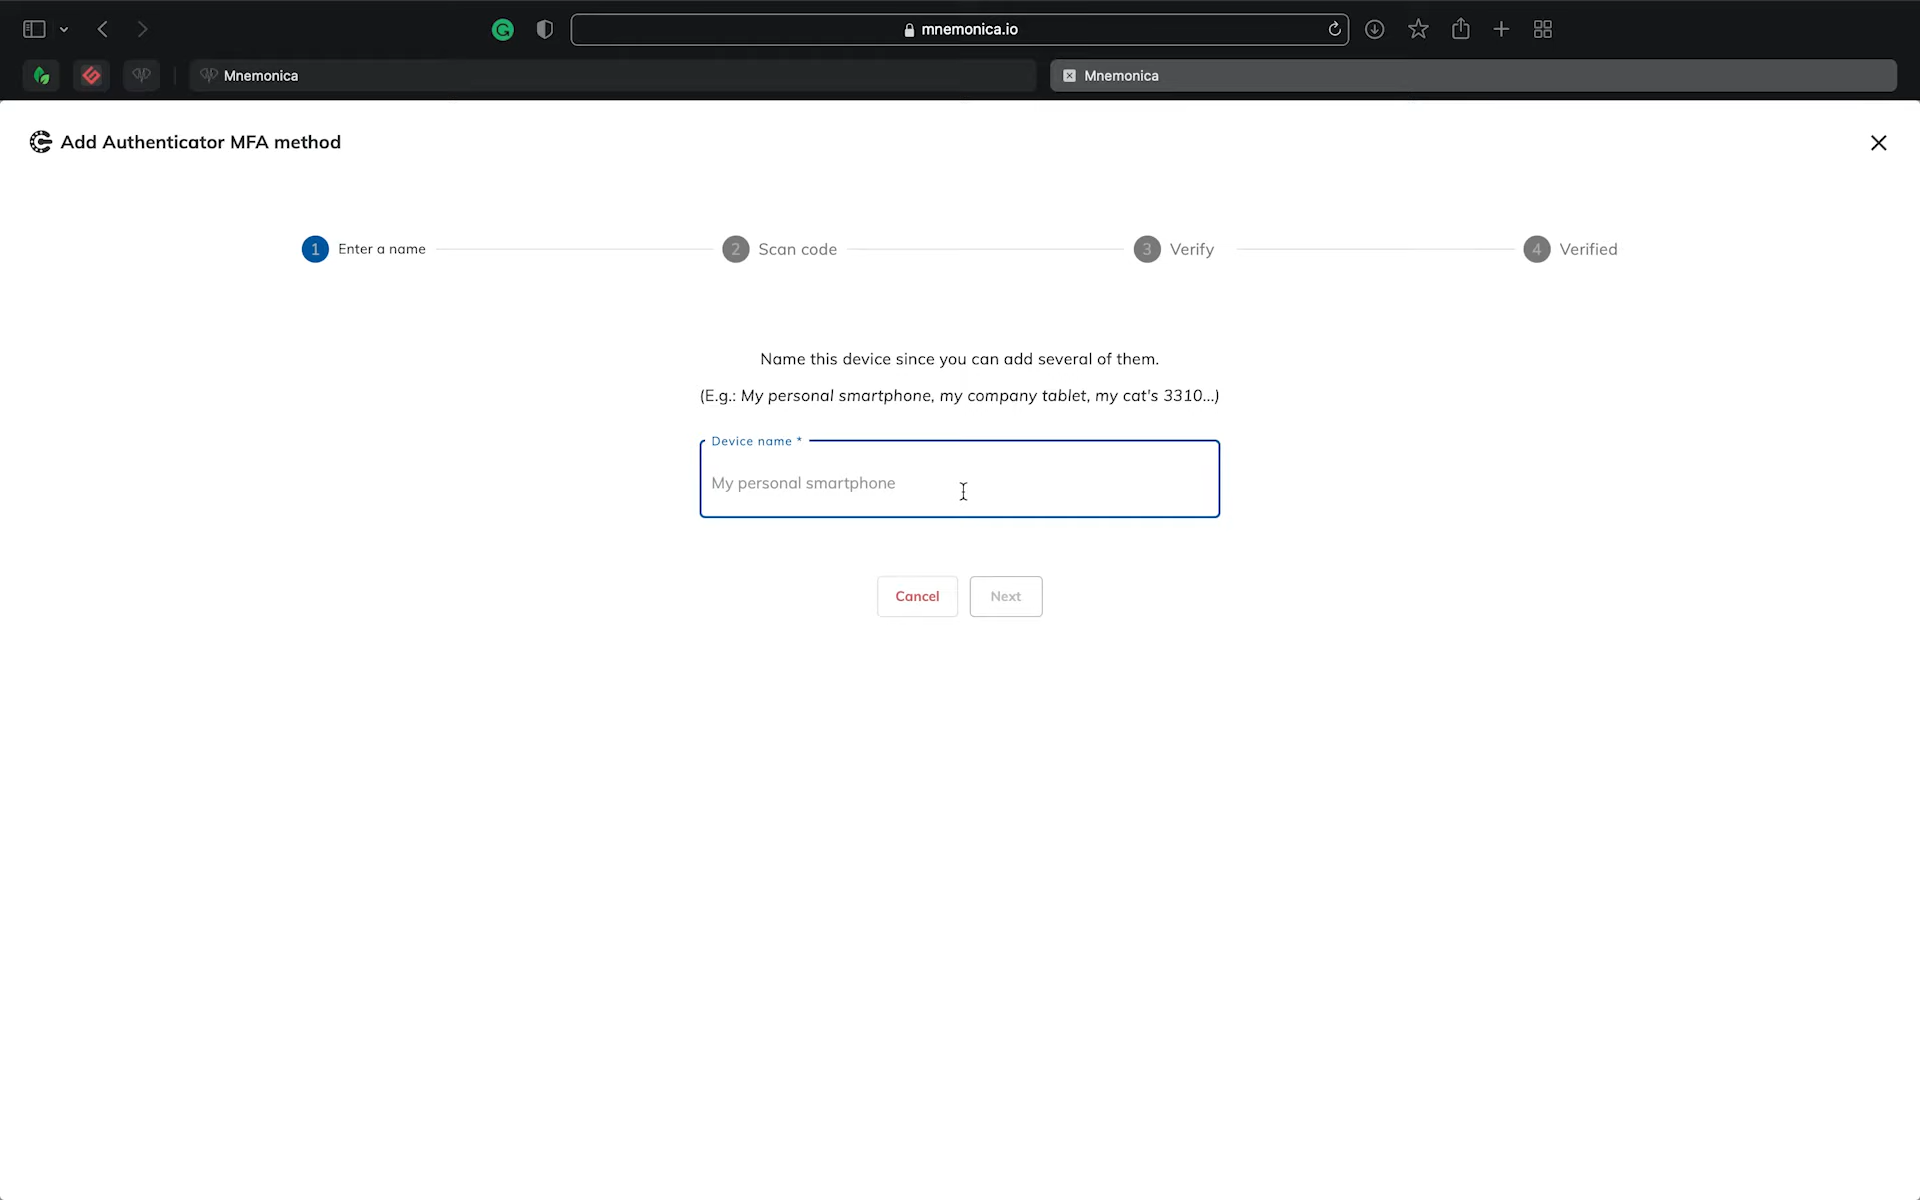 mnemonica.io
Mnemonica
Mnemonica
Add Authenticator MFA method
1 Enter a name
2 Scan code
3 Verify
4 Verified
Name this device since you can add several of them.
(E.g.: My personal smartphone, my company tablet, my cat's 3310...)
Device name *
My personal smartphone
Cancel
Next